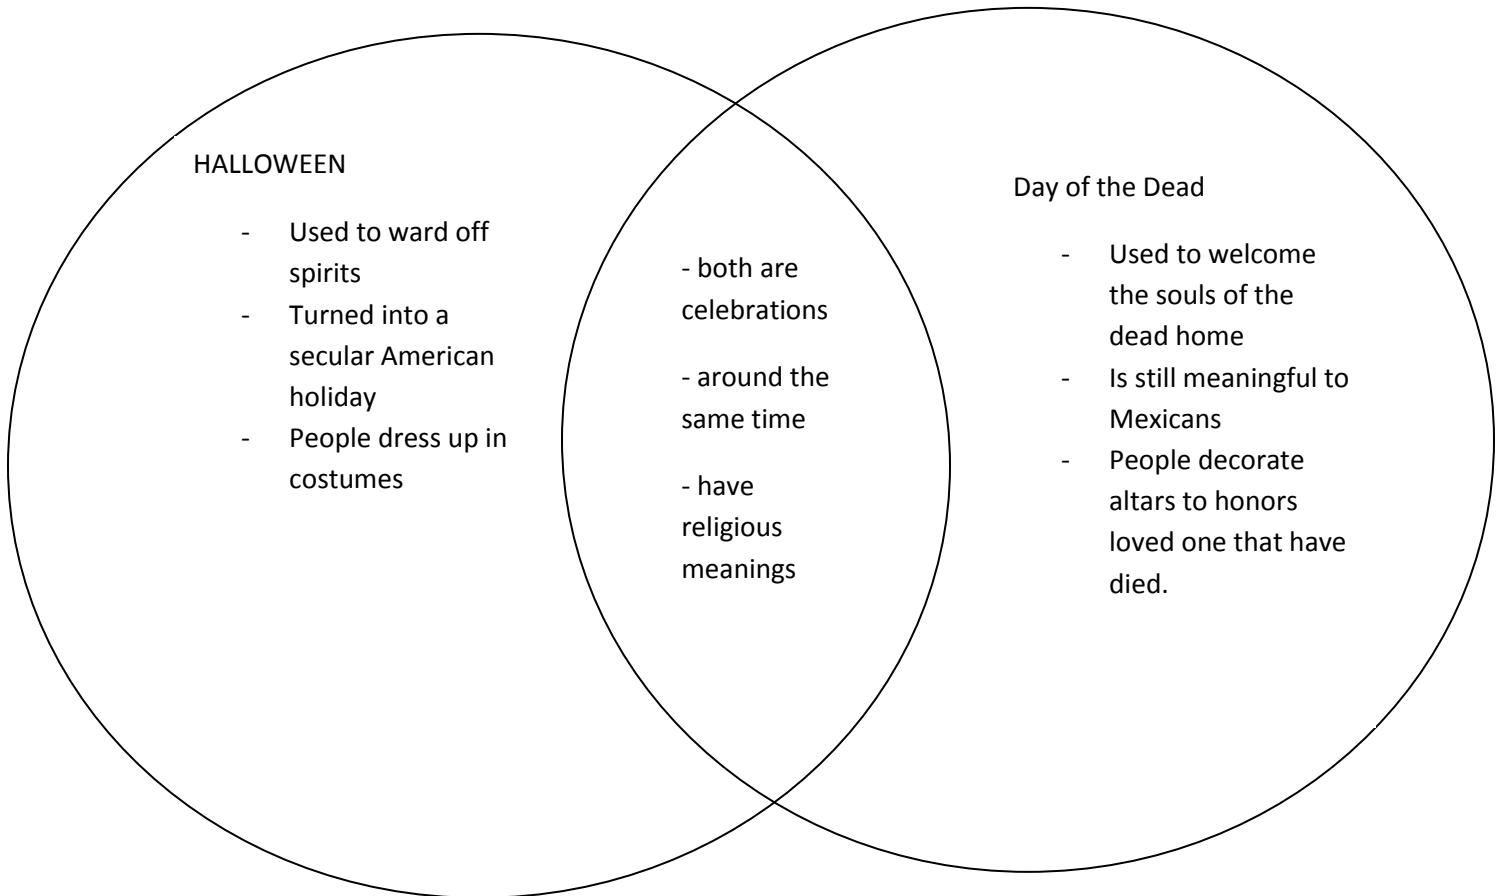 HALLOWEEN
- Used to ward off
spirits
- Turned into a
secular American
holiday
- People dress up in
costumes
- both are
celebrations
- around the
same time
- have
religious
meanings
Day of the Dead
- Used to welcome
the souls of the
dead home
- Is still meaningful to
Mexicans
- People decorate
altars to honors
loved one that have
died.